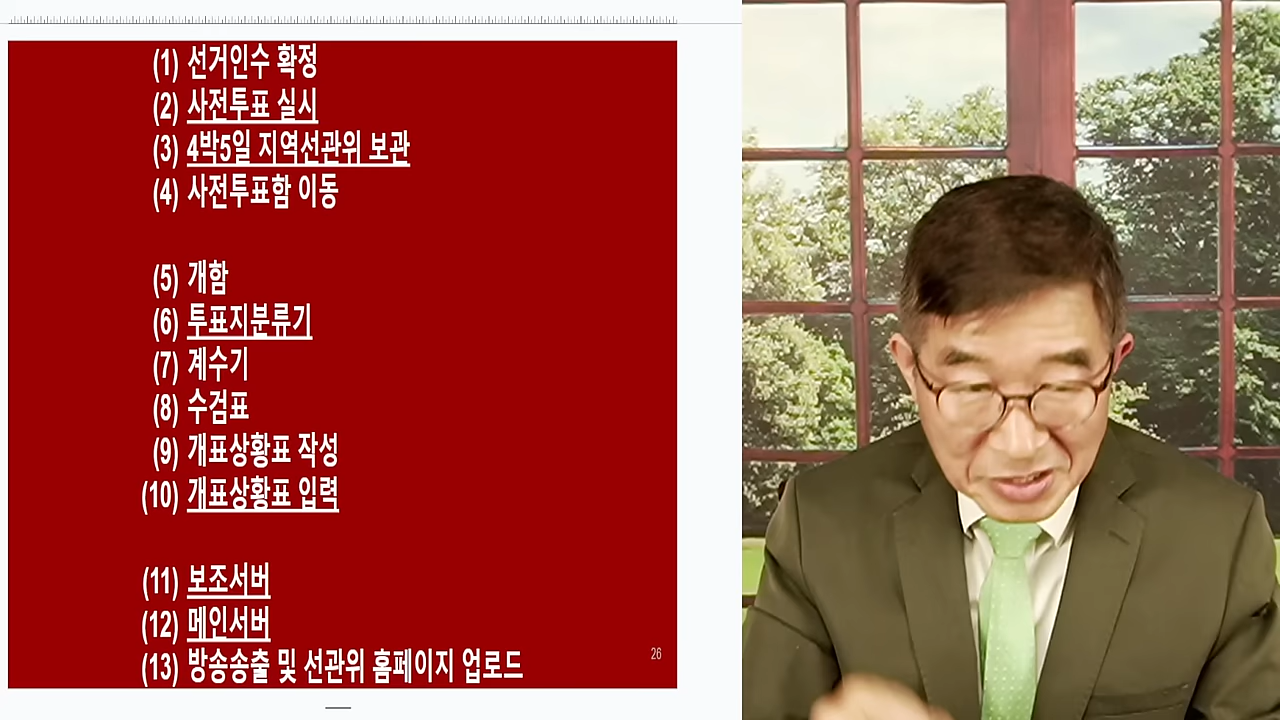 (1) 선거인수 확정
(2) 사전투표 실시
(3) 4박5일 지역선관위 보관
(4) 사전투표함 이동
(5) 개함
(6) 투표지분류기
(7) 계수기
(8) 수검표
(9) 개표상황표 작성
(10) 개표상황표 입력
(11) 보조서버
(12) 메인서버
(13) 방송송출 및 선관위 홈페이지 업로드
26